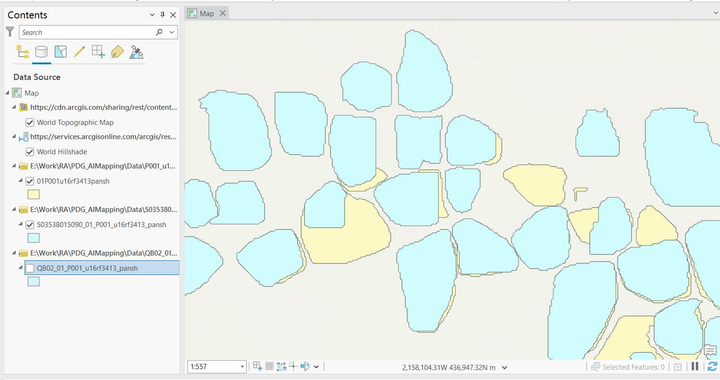 Contents
Map
Search
Data Source
Map
https://cdn.arcgis.com/sharing/rest/content...
World Topographic Map
https://services.arcgisonline.com/arcgis/res...
World Hillshade
E:\Work\RA\PDG_AIMapping\Data\P001_u1...
01P001u16rf3413pansh
E:\Work\RA\PDG_AIMapping\Data\5035380...
503538015090_01_P001_u16rf3413_pansh
E:\Work\RA\PDG_AIMapping\Data\QB02_01...
QB02_01_P001_u16rf3413_pansh
1:557
2,158,104.31W 436,947.32N m
Selected Features: 0